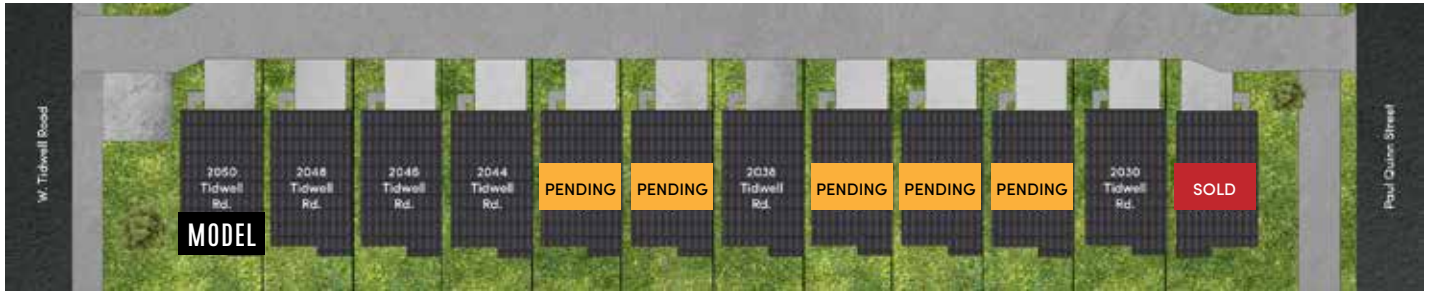 W. Tidwell Road
2050
Tidwell
Rd.
MODEL
2048
Tidwell
Rd.
2046
Tidwell
Rd.
2044
Tidwell
Rd.
PENDING
PENDING
2038
Tidwell
Rd.
PENDING
PENDING
PENDING
2030
Tidwell
Rd.
SOLD
Paul Quinn Street